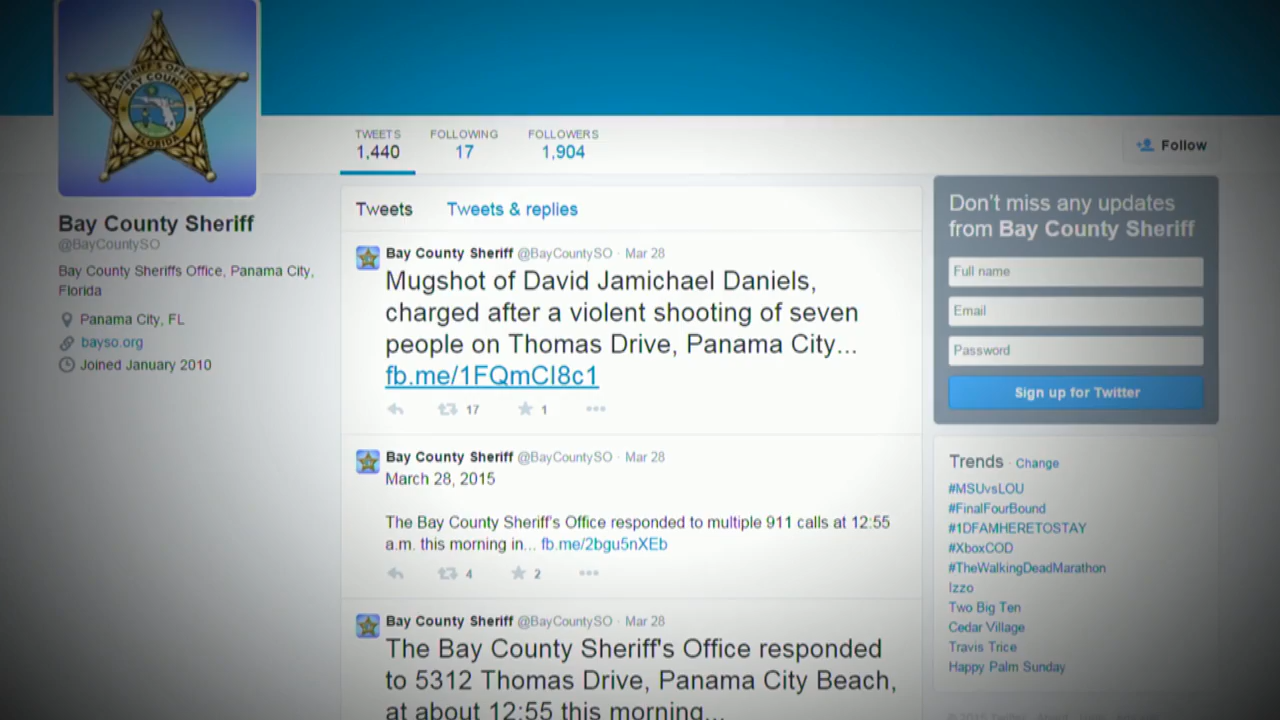 SHERIFF'S OFFICE
BAY COUNTY
FLORIDA
TWEETS
1,440
FOLLOWING
17
FOLLOWERS
1,904
Follow
Bay County Sheriff
@BayCountySO
Bay County Sheriffs Office, Panama City,
Florida
Panama City, FL
bayso.org
Joined January 2010
Tweets
Tweets & replies
Bay County Sheriff @BayCountySO · Mar 28
Mugshot of David Jamichael Daniels,
charged after a violent shooting of seven
people on Thomas Drive, Panama City...
fb.me/1FQmCI8c1
17
1
Bay County Sheriff @BayCountySO · Mar 28
March 28, 2015
The Bay County Sheriff's Office responded to multiple 911 calls at 12:55
a.m. this morning in... fb.me/2bgu5nXEb
4
2
Bay County Sheriff @BayCountySO · Mar 28
The Bay County Sheriff's Office responded
to 5312 Thomas Drive, Panama City Beach,
at about 12:55 this morning...
Don't miss any updates
from Bay County Sheriff
Full name
Email
Password
Sign up for Twitter
Trends · Change
#MSUvsLOU
#FinalFourBound
#1DFAMHERETOSTAY
#XboxCOD
#TheWalkingDeadMarathon
Izzo
Two Big Ten
Cedar Village
Travis Trice
Happy Palm Sunday